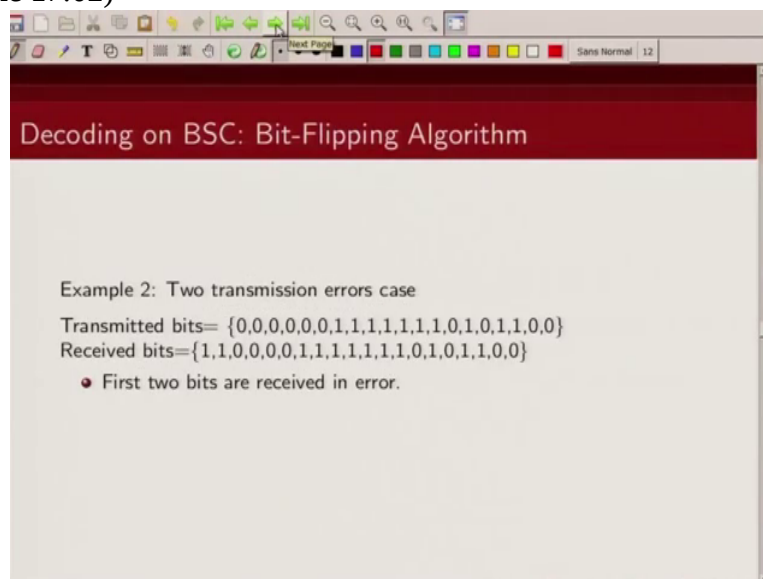 Next Page
Sans Normal 12
Decoding on BSC: Bit-Flipping Algorithm
Example 2: Two transmission errors case
Transmitted bits= {0,0,0,0,0,0,1,1,1,1,1,1,1,0,1,0,1,1,0,0}
Received bits={1,1,0,0,0,0,1,1,1,1,1,1,1,0,1,0,1,1,0,0}
First two bits are received in error.